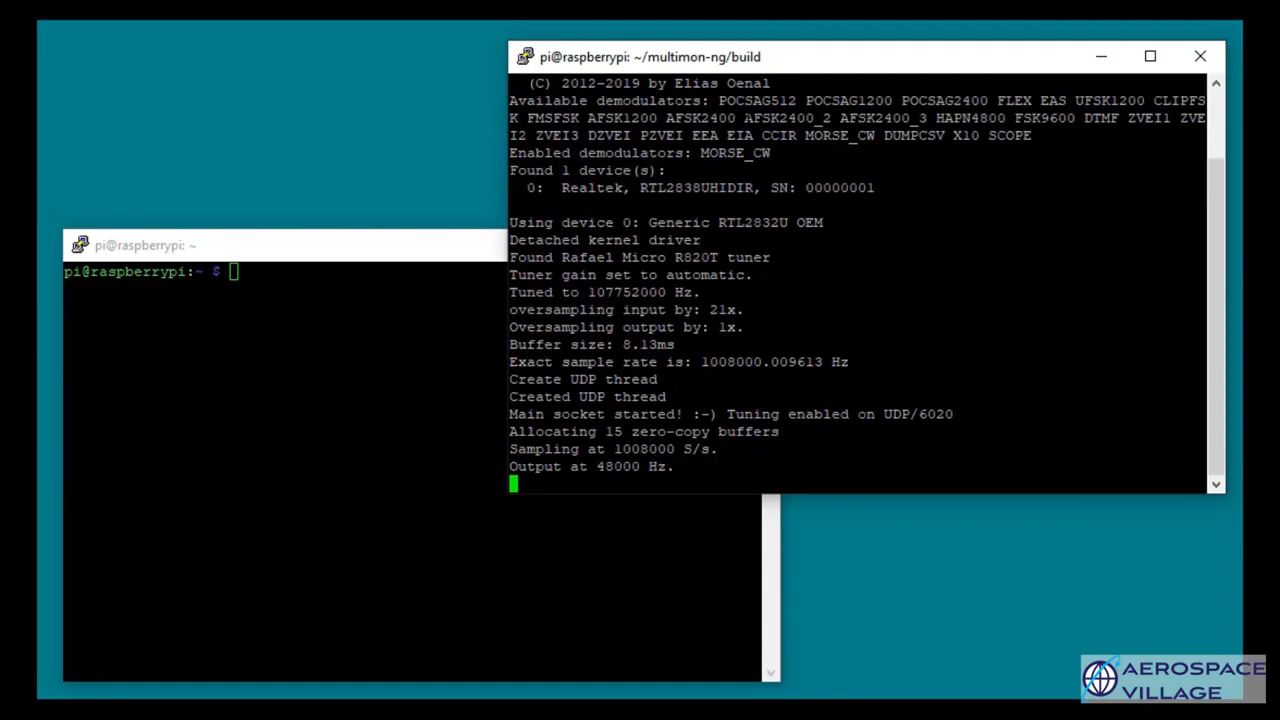 pi@raspberrypi: ~/multimon-ng/build
(C) 2012-2019 by Elias Oenal
Available demodulators: POCSAG512 POCSAG1200 POCSAG2400 FLEX EAS UFSK1200 CLIPFS
K FMSFSK AFSK1200 AFSK2400 AFSK2400_2 AFSK2400_3 HAPN4800 FSK9600 DTMF ZVEI1 ZVE
I2 ZVEI3 DZVEI PZVEI EEA EIA CCIR MORSE_CW DUMPCSV X10 SCOPE
Enabled demodulators: MORSE_CW
Found 1 device(s):
0: Realtek, RTL2838UHIDIR, SN: 00000001
Using device 0: Generic RTL2832U OEM
Detached kernel driver
Found Rafael Micro R820T tuner
Tuner gain set to automatic.
Tuned to 107752000 Hz.
oversampling input by: 21x.
Oversampling output by: 1x.
Buffer size: 8.13ms
Exact sample rate is: 1008000.009613 Hz
Create UDP thread
Created UDP thread
Main socket started! :-) Tuning enabled on UDP/6020
Allocating 15 zero-copy buffers
Sampling at 1008000 S/s.
Output at 48000 Hz.
pi@raspberrypi: ~
pi@raspberrypi:~ $
AEROSPACE
VILLAGE